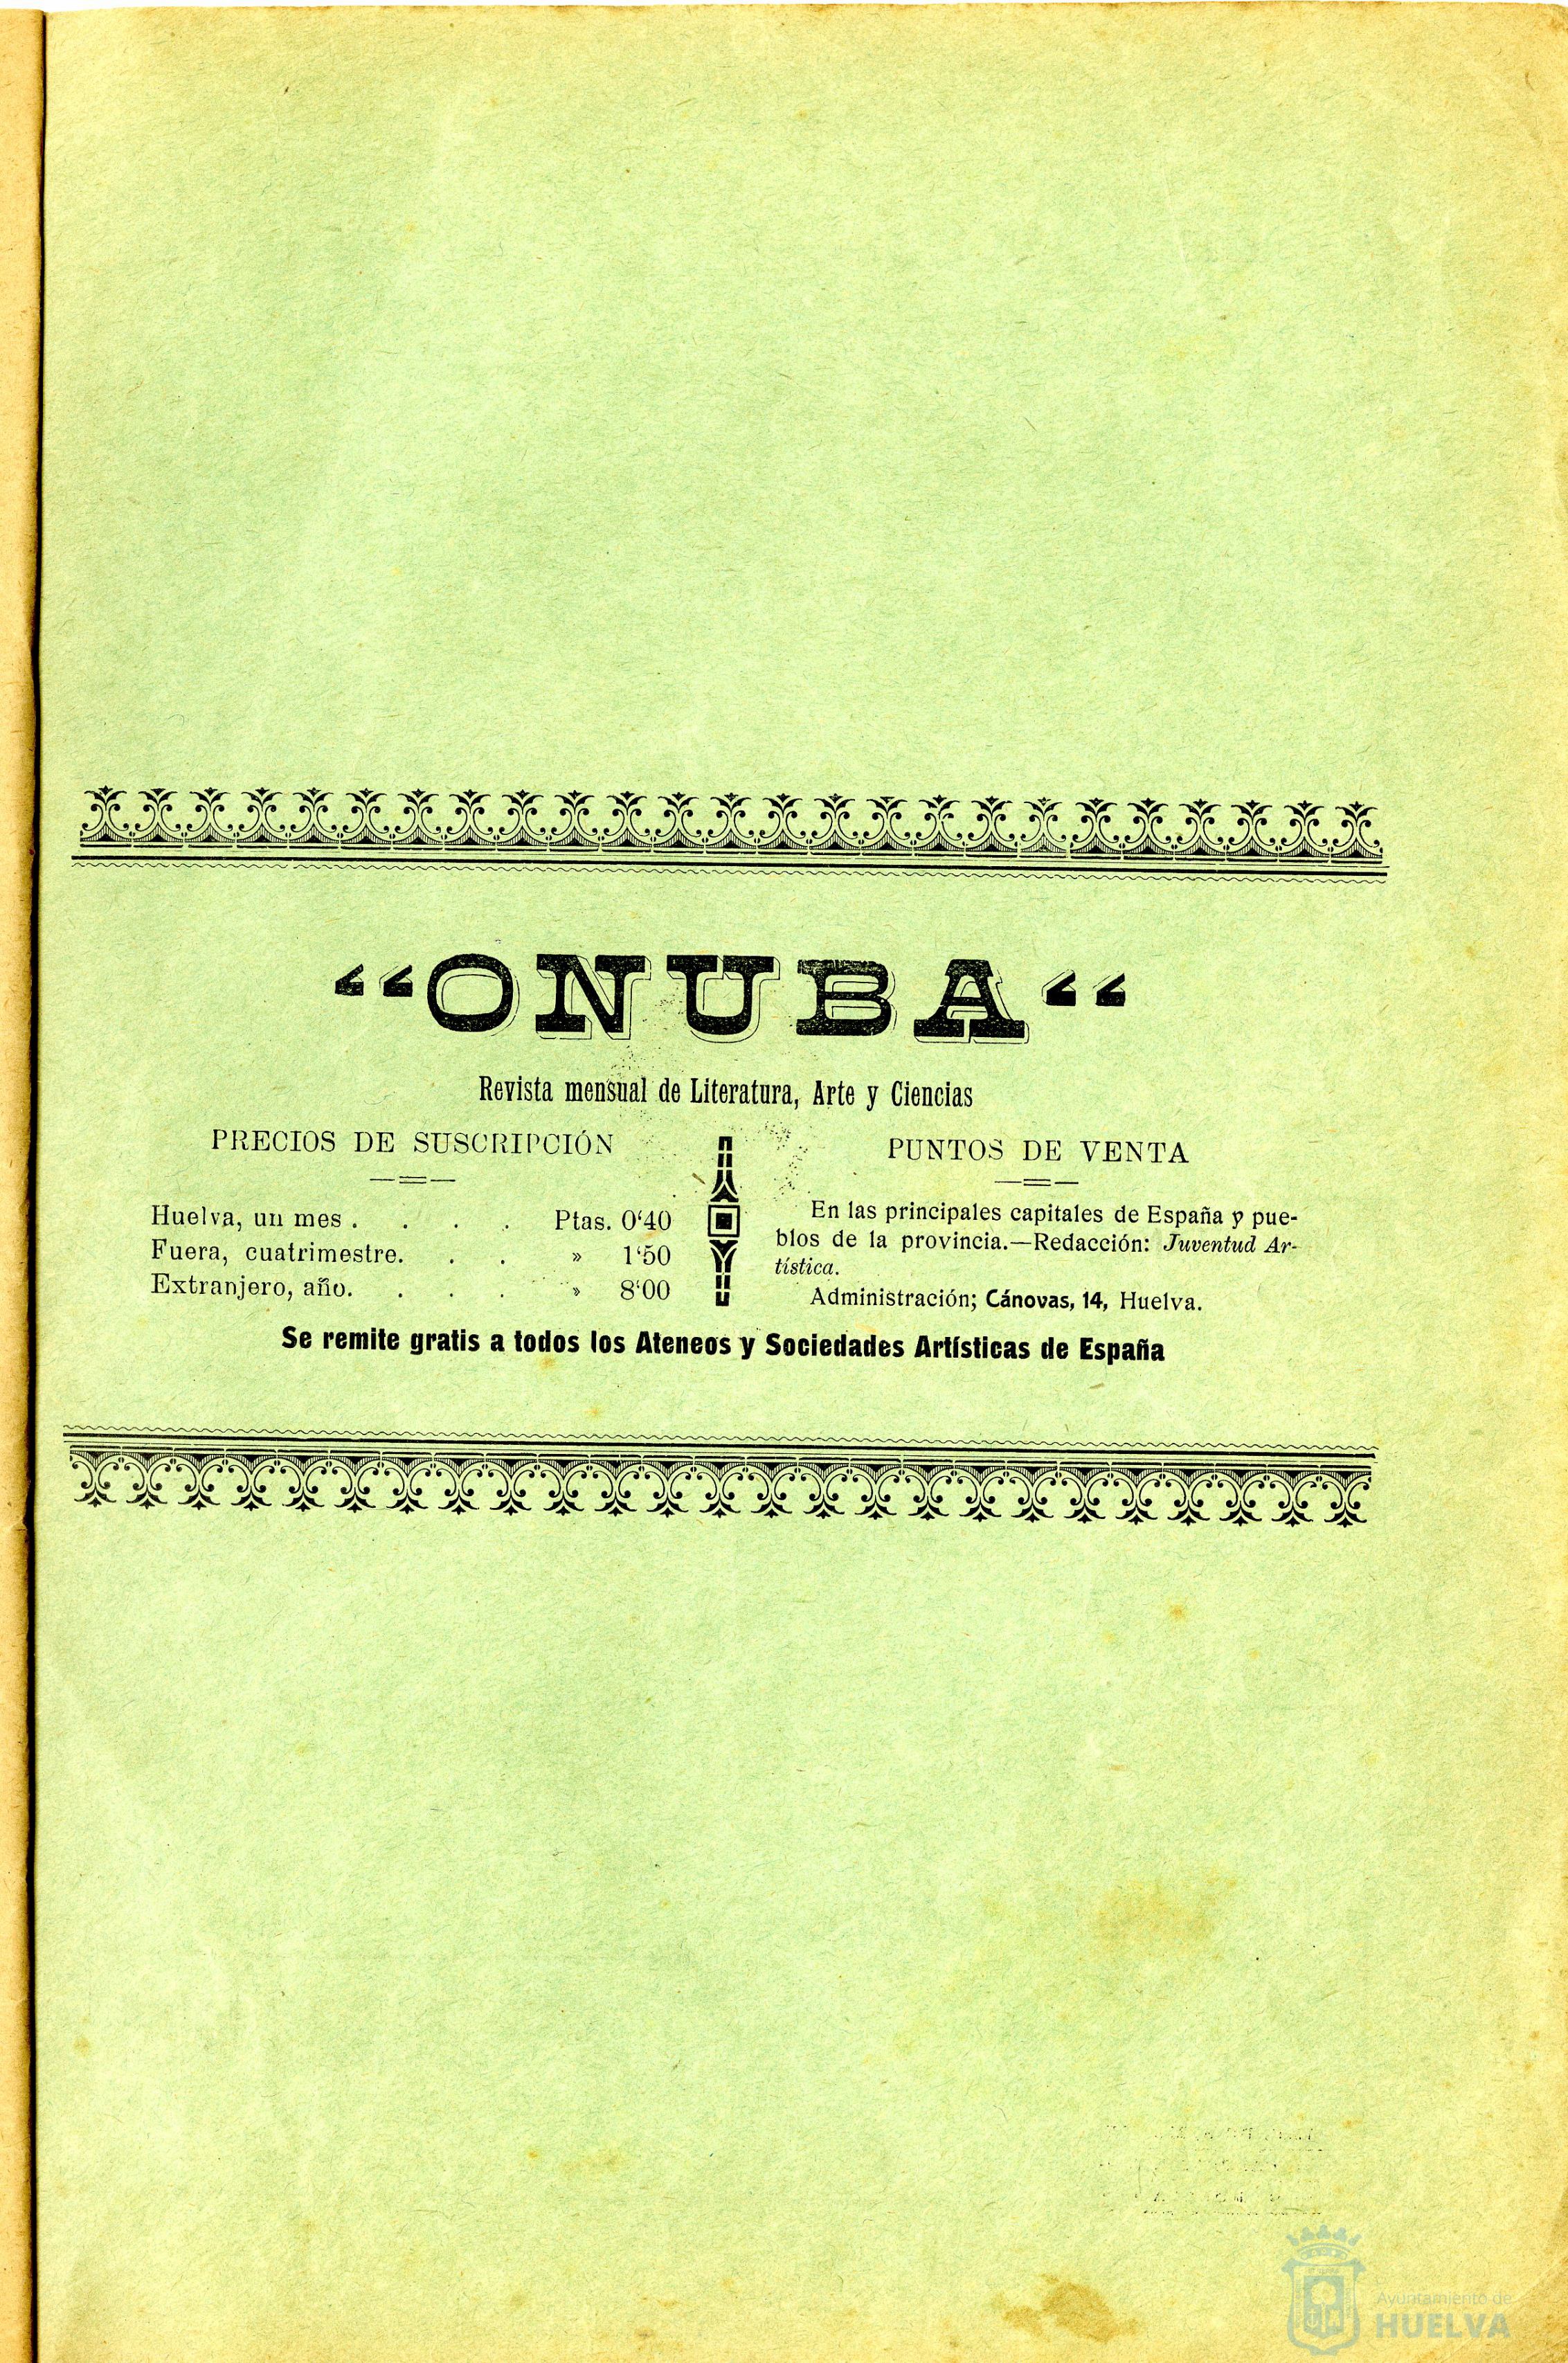 “ONUBA“
Revista mensual de Literatura, Arte y Ciencias
PRECIOS DE SUSCRIPCIÓN
Huelva, un mes . . . . Ptas. 0‘40
Fuera, cuatrimestre. . . » 1‘50
Extranjero, año. . . . » 8‘00
PUNTOS DE VENTA
En las principales capitales de España y pue-
blos de la provincia.—Redacción: Juventud Ar-
tística.
Administración; Cánovas, 14, Huelva.
Se remite gratis a todos los Ateneos y Sociedades Artísticas de España
Ayuntamiento de
HUELVA